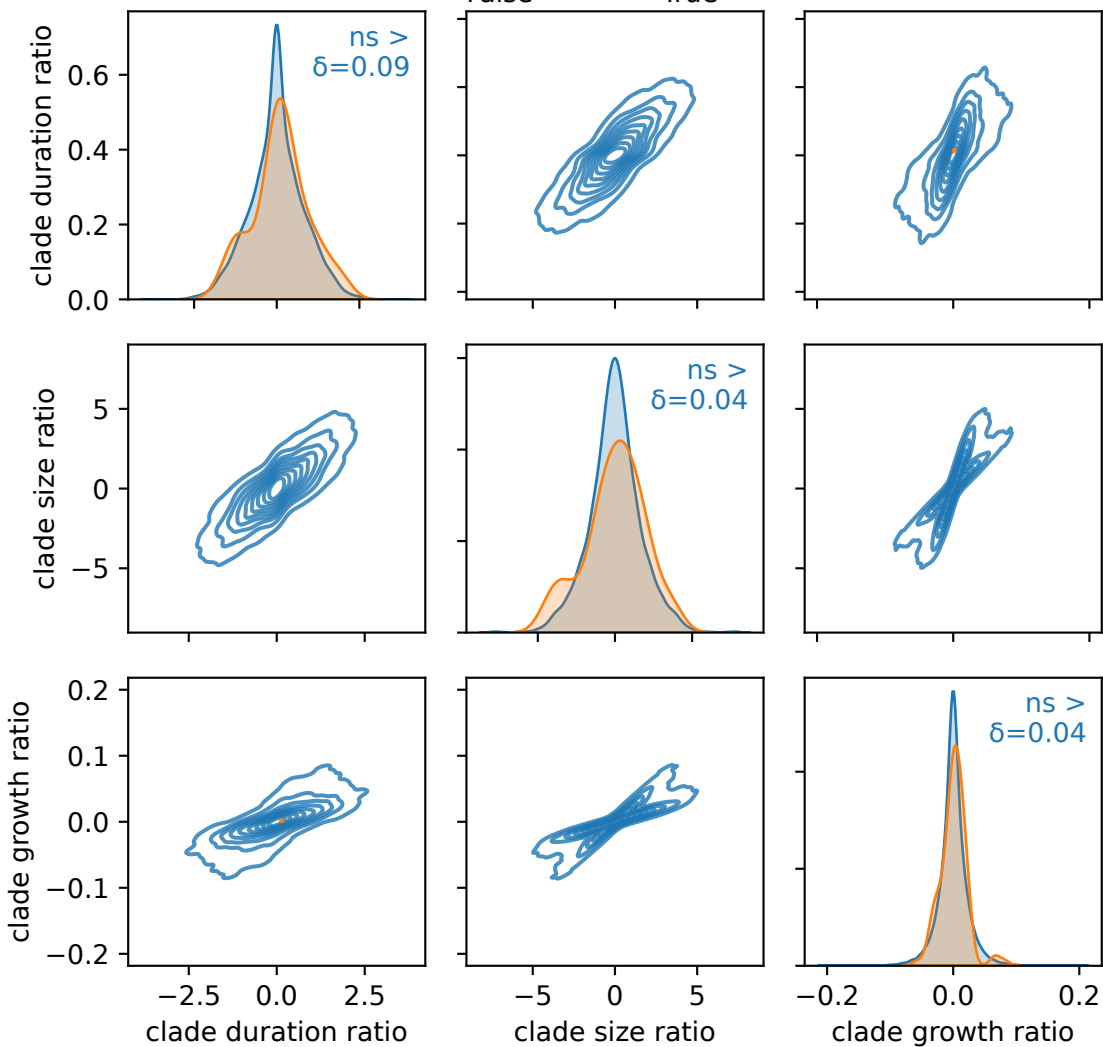 clade duration ratio
0.6
0.4
0.2
0.0
ns >
δ=0.09
clade size ratio
5
0
−5
ns >
δ=0.04
clade growth ratio
0.2
0.1
0.0
−0.1
−0.2
ns >
δ=0.04
−2.5 0.0 2.5
−5 0 5
−0.2 0.0 0.2
clade duration ratio
clade size ratio
clade growth ratio